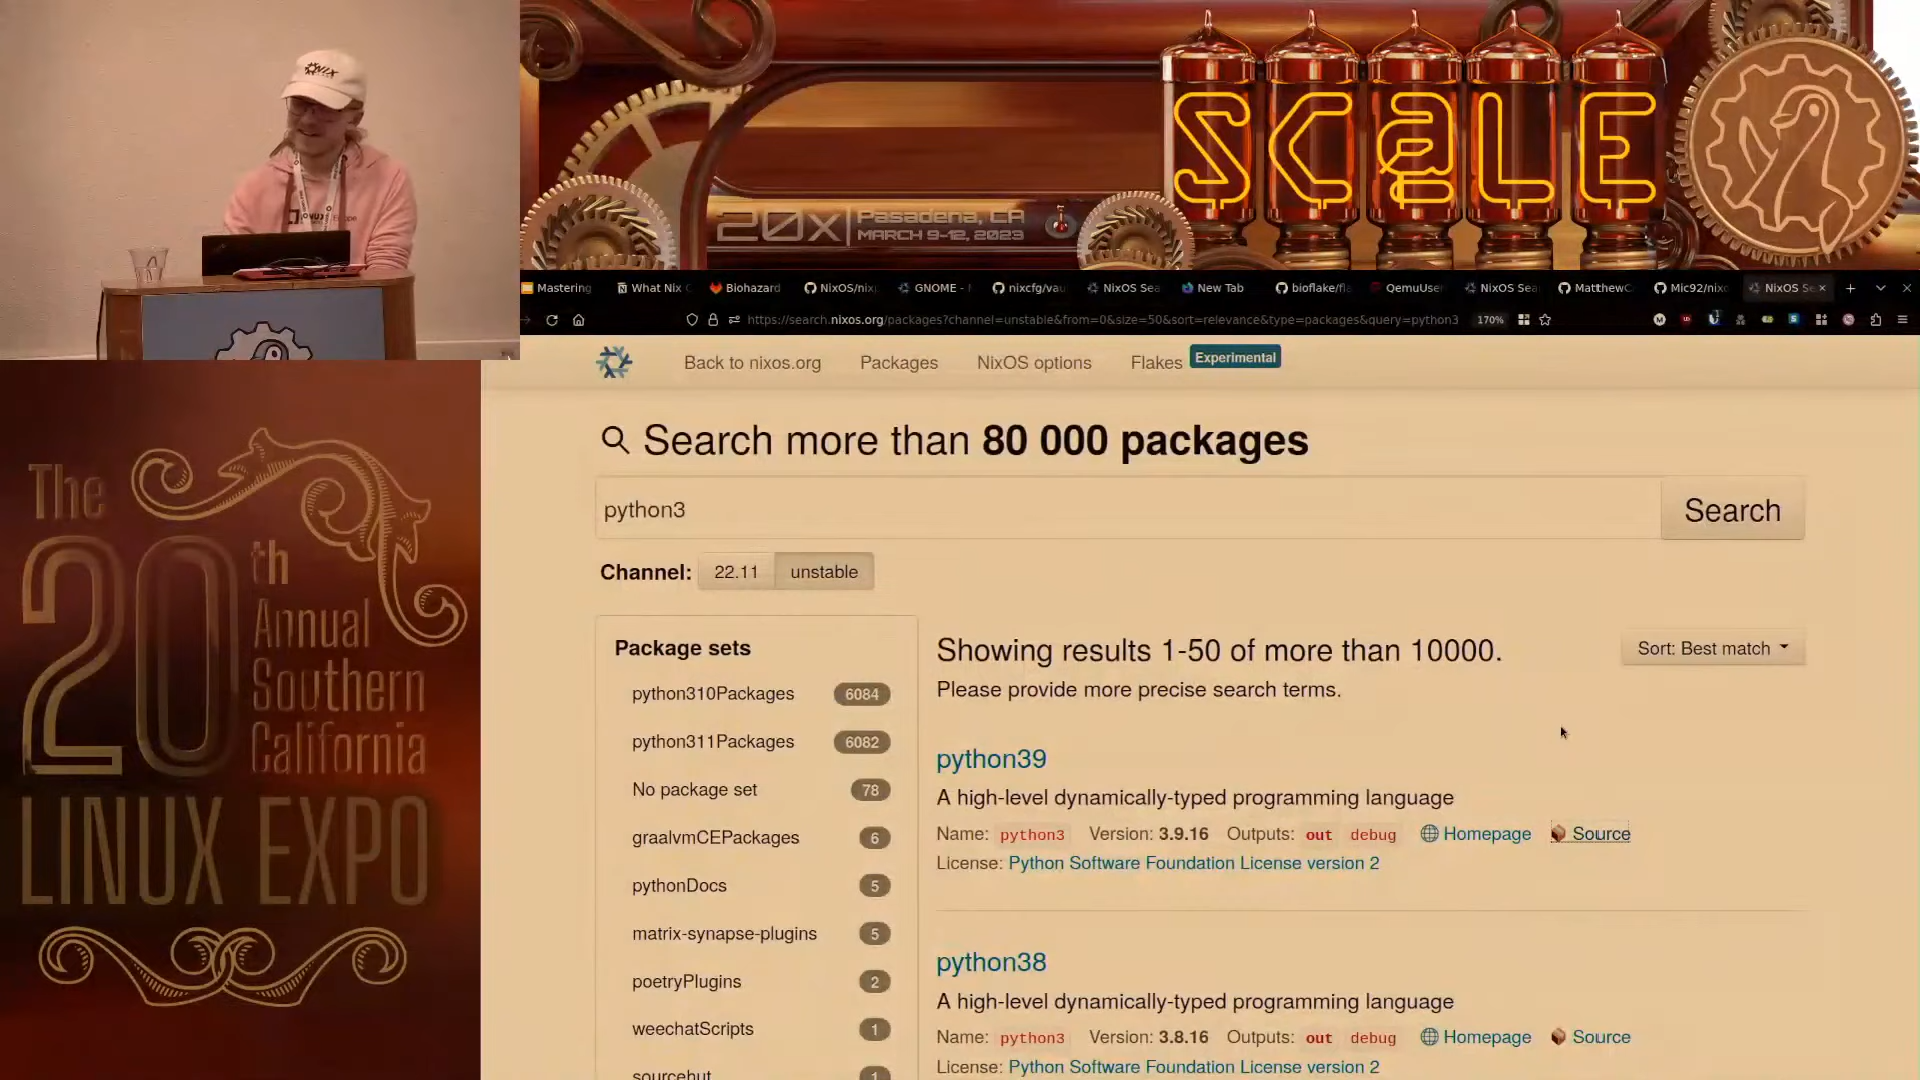 NIX
SC@LE
20X Pasadena, CA
MARCH 9-12, 2023
Mastering
What Nix
Biohazard
NixOS/nix
GNOME -
nixcfg/vau
NixOS Sea
New Tab
bioflake/fl
QemuUse
NixOS Sea
MatthewC
Mic92/nix
NixOS Se
https://search.nixos.org/packages?channel=unstable&from=0&size=50&sort=relevance&type=packages&query=python3
170%
Back to nixos.org Packages NixOS options Flakes Experimental
Search more than 80 000 packages
python3 Search
Channel: 22.11 unstable
Package sets
python310Packages 6084
python311Packages 6082
No package set 78
graalvmCEPackages 6
pythonDocs 5
matrix-synapse-plugins 5
poetryPlugins 2
weechatScripts 1
sourcehut 1
Showing results 1-50 of more than 10000.
Please provide more precise search terms.
Sort: Best match
python39
A high-level dynamically-typed programming language
Name: python3 Version: 3.9.16 Outputs: out debug Homepage Source
License: Python Software Foundation License version 2
python38
A high-level dynamically-typed programming language
Name: python3 Version: 3.8.16 Outputs: out debug Homepage Source
License: Python Software Foundation License version 2
The
20th
Annual
Southern
California
LINUX EXPO